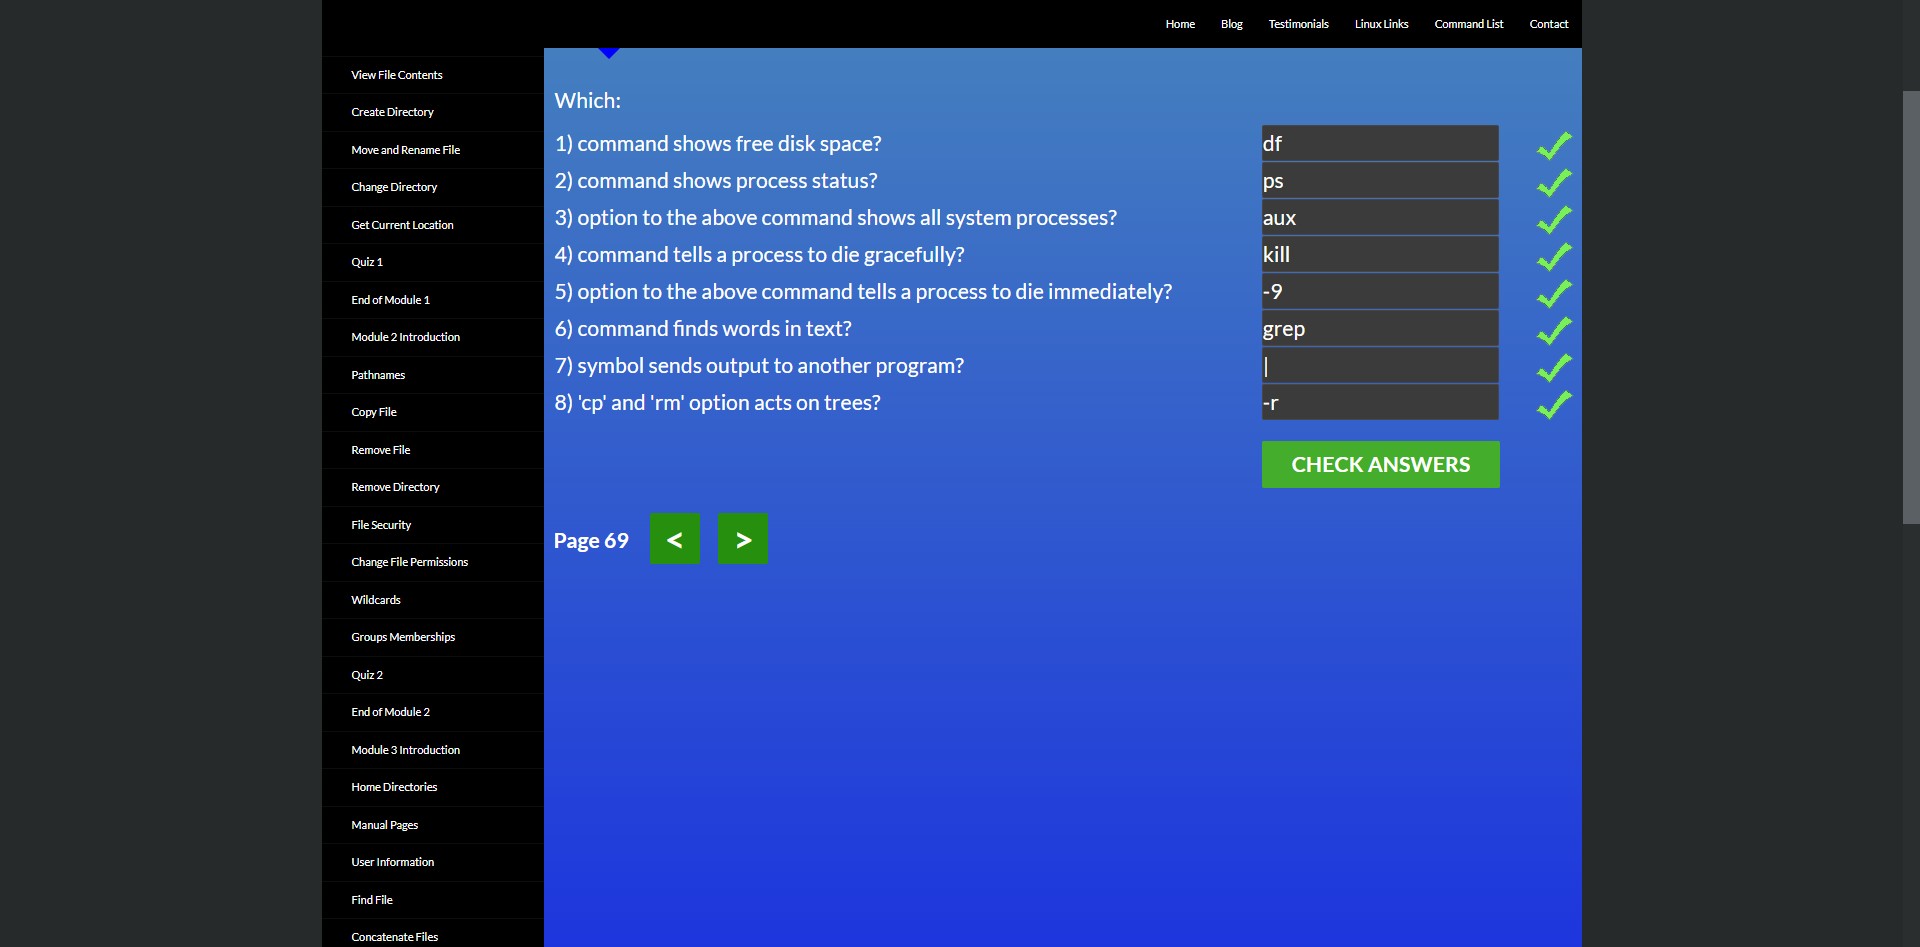 Home Blog Testimonials Linux Links Command List Contact
View File Contents
Create Directory
Move and Rename File
Change Directory
Get Current Location
Quiz 1
End of Module 1
Module 2 Introduction
Pathnames
Copy File
Remove File
Remove Directory
File Security
Change File Permissions
Wildcards
Groups Memberships
Quiz 2
End of Module 2
Module 3 Introduction
Home Directories
Manual Pages
User Information
Find File
Concatenate Files
Which:
1) command shows free disk space? df
2) command shows process status? ps
3) option to the above command shows all system processes? aux
4) command tells a process to die gracefully? kill
5) option to the above command tells a process to die immediately? -9
6) command finds words in text? grep
7) symbol sends output to another program? |
8) 'cp' and 'rm' option acts on trees? -r
CHECK ANSWERS
Page 69 < >